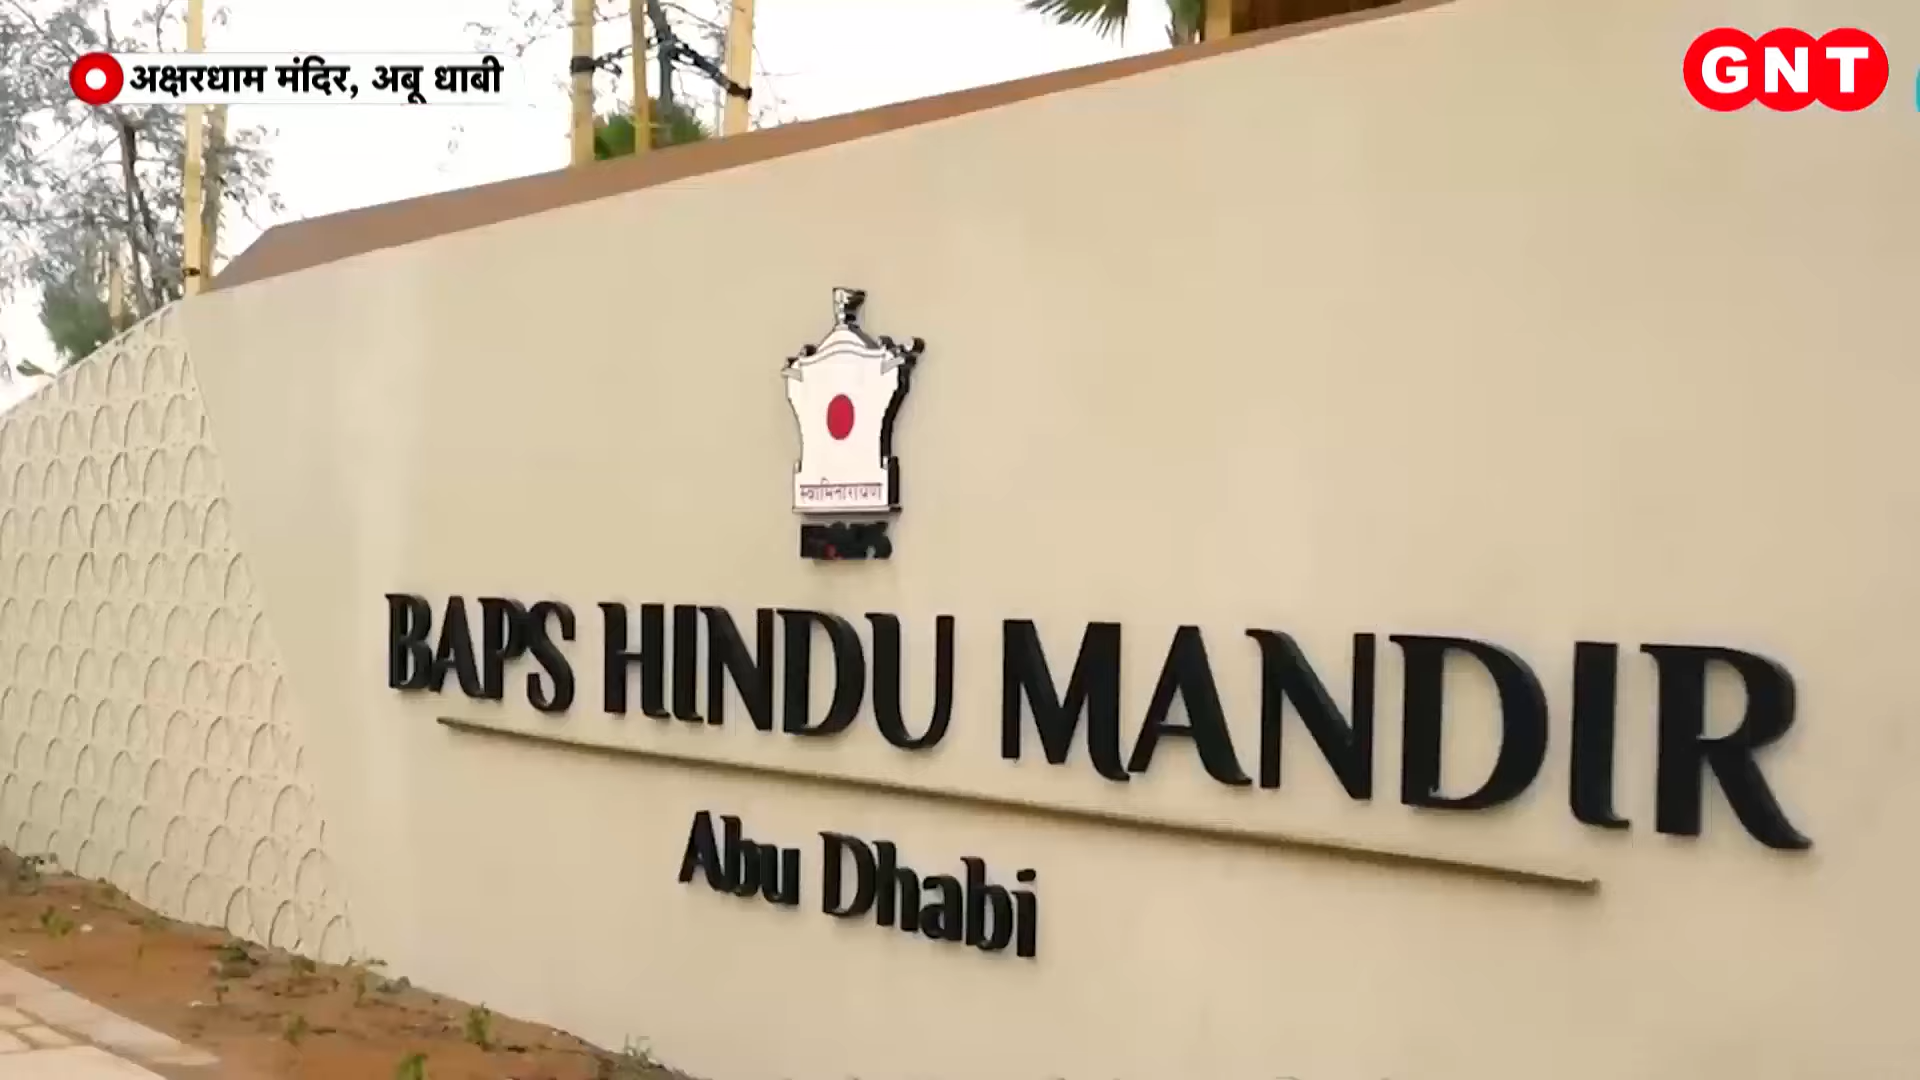 अक्षरधाम मंदिर, अबू धाबी
GNT
स्वामिनारायण
BAPS
BAPS HINDU MANDIR
Abu Dhabi